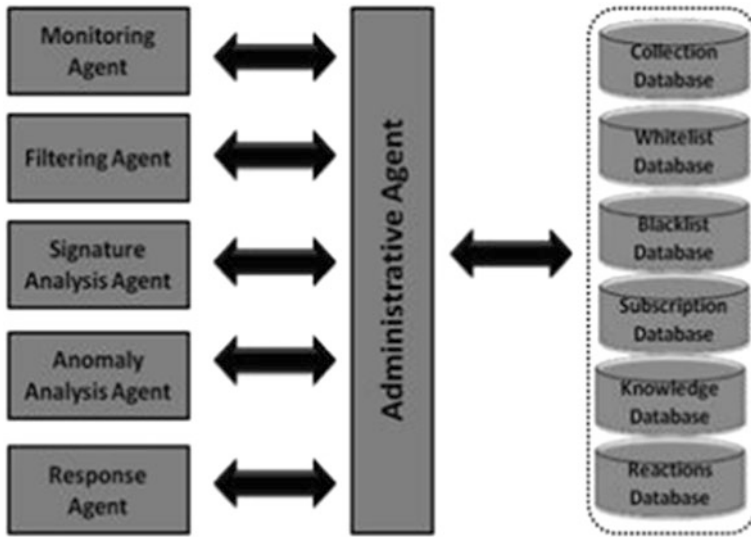 Monitoring
Agent
Filtering Agent
Signature
Analysis Agent
Anomaly
Analysis Agent
Response
Agent
Administrative Agent
Collection
Database
Whitelist
Database
Blacklist
Database
Subscription
Database
Knowledge
Database
Reactions
Database